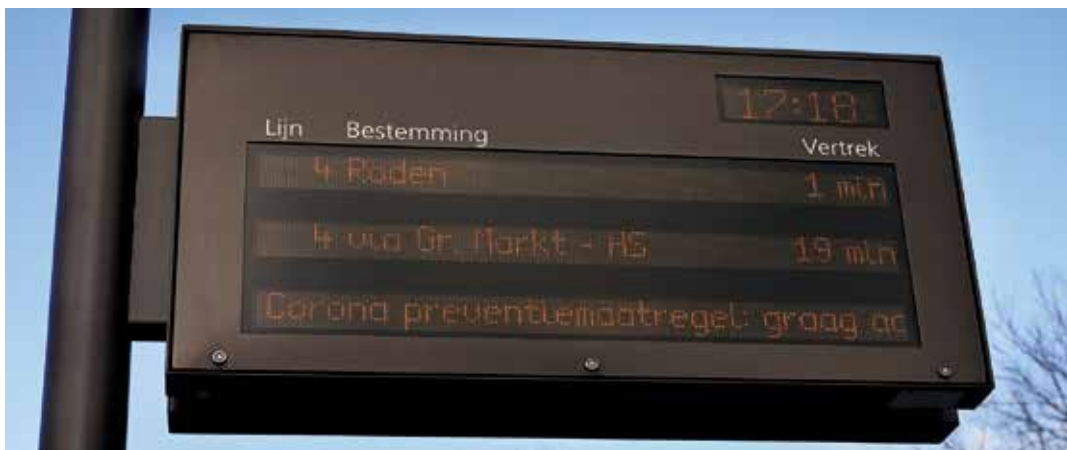 17:18
Lijn Bestemming Vertrek
4 Roden 1 min
4 via Gr. Markt - HS 19 min
Corona preventiemaatregel: graag ac